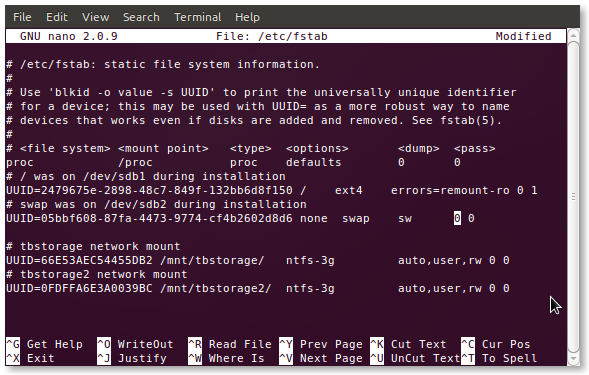 File Edit View Search Terminal Help
GNU nano 2.0.9 File: /etc/fstab Modified
# /etc/fstab: static file system information.
#
# Use 'blkid -o value -s UUID' to print the universally unique identifier
# for a device; this may be used with UUID= as a more robust way to name
# devices that works even if disks are added and removed. See fstab(5).
#
# <file system> <mount point> <type> <options> <dump> <pass>
proc /proc proc defaults 0 0
# / was on /dev/sdb1 during installation
UUID=2479675e-2898-48c7-849f-132bb6d8f150 / ext4 errors=remount-ro 0 1
# swap was on /dev/sdb2 during installation
UUID=05bbf608-87fa-4473-9774-cf4b2602d8d6 none swap sw 0 0
# tbstorage network mount
UUID=66E53AEC54455DB2 /mnt/tbstorage/ ntfs-3g auto,user,rw 0 0
# tbstorage2 network mount
UUID=0FDFFA6E3A0039BC /mnt/tbstorage2/ ntfs-3g auto,user,rw 0 0
^G Get Help ^O WriteOut ^R Read File ^Y Prev Page ^K Cut Text ^C Cur Pos
^X Exit ^J Justify ^W Where Is ^V Next Page ^U UnCut Text ^T To Spell